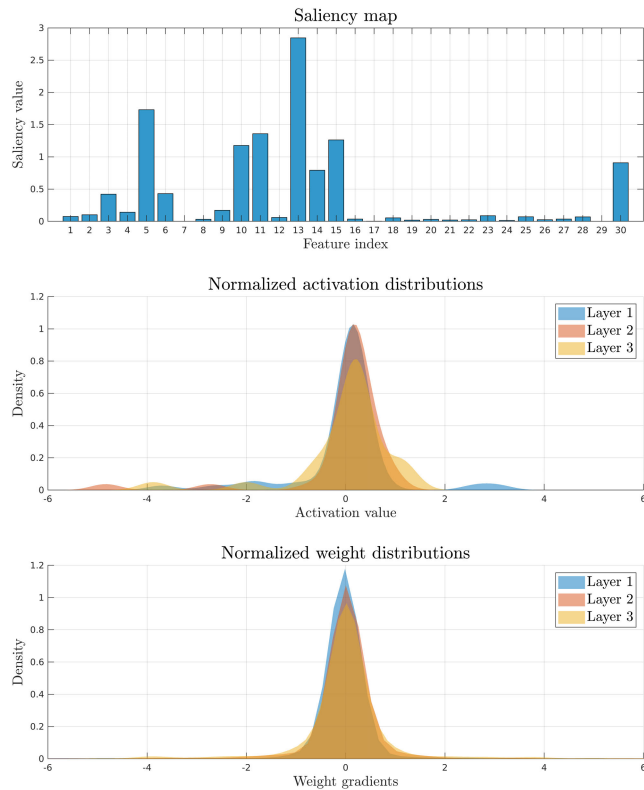 Saliency map
3
2.5
2
1.5
1
0.5
0
Saliency value
1 2 3 4 5 6 7 8 9 10 11 12 13 14 15 16 17 18 19 20 21 22 23 24 25 26 27 28 29 30
Feature index
Normalized activation distributions
1.2
1
0.8
0.6
0.4
0.2
0
Density
Layer 1
Layer 2
Layer 3
-6 -4 -2 0 2 4 6
Activation value
Normalized weight distributions
1.2
1
0.8
0.6
0.4
0.2
0
Density
Layer 1
Layer 2
Layer 3
-6 -4 -2 0 2 4 6
Weight gradients